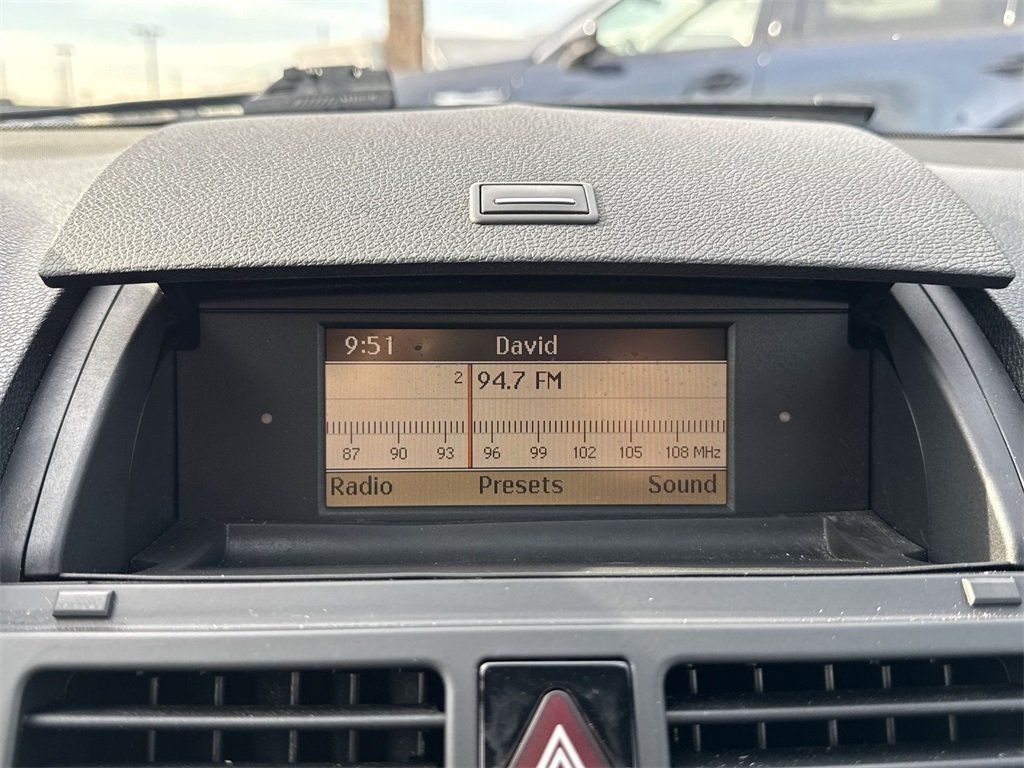 9:51 David
2 94.7 FM
87 90 93 96 99 102 105 108 MHz
Radio Presets Sound